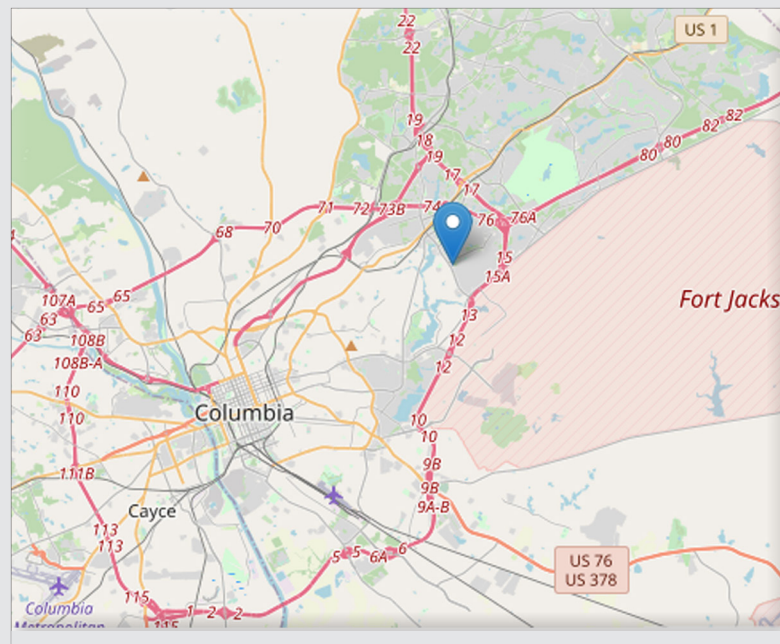 22
22
US 1
19
18
19
17
17
82
82
80
80
71
72
73B
74
76
76A
68
70
15
15A
65
65
107A
63
63
108B
108B-A
110
110
Fort Jacks
13
12
12
Columbia
10
10
111B
9B
9B
9A-B
Cayce
113
113
5
5
6A
6
US 76
US 378
115
1
2
2
115
Columbia
Metropolitan